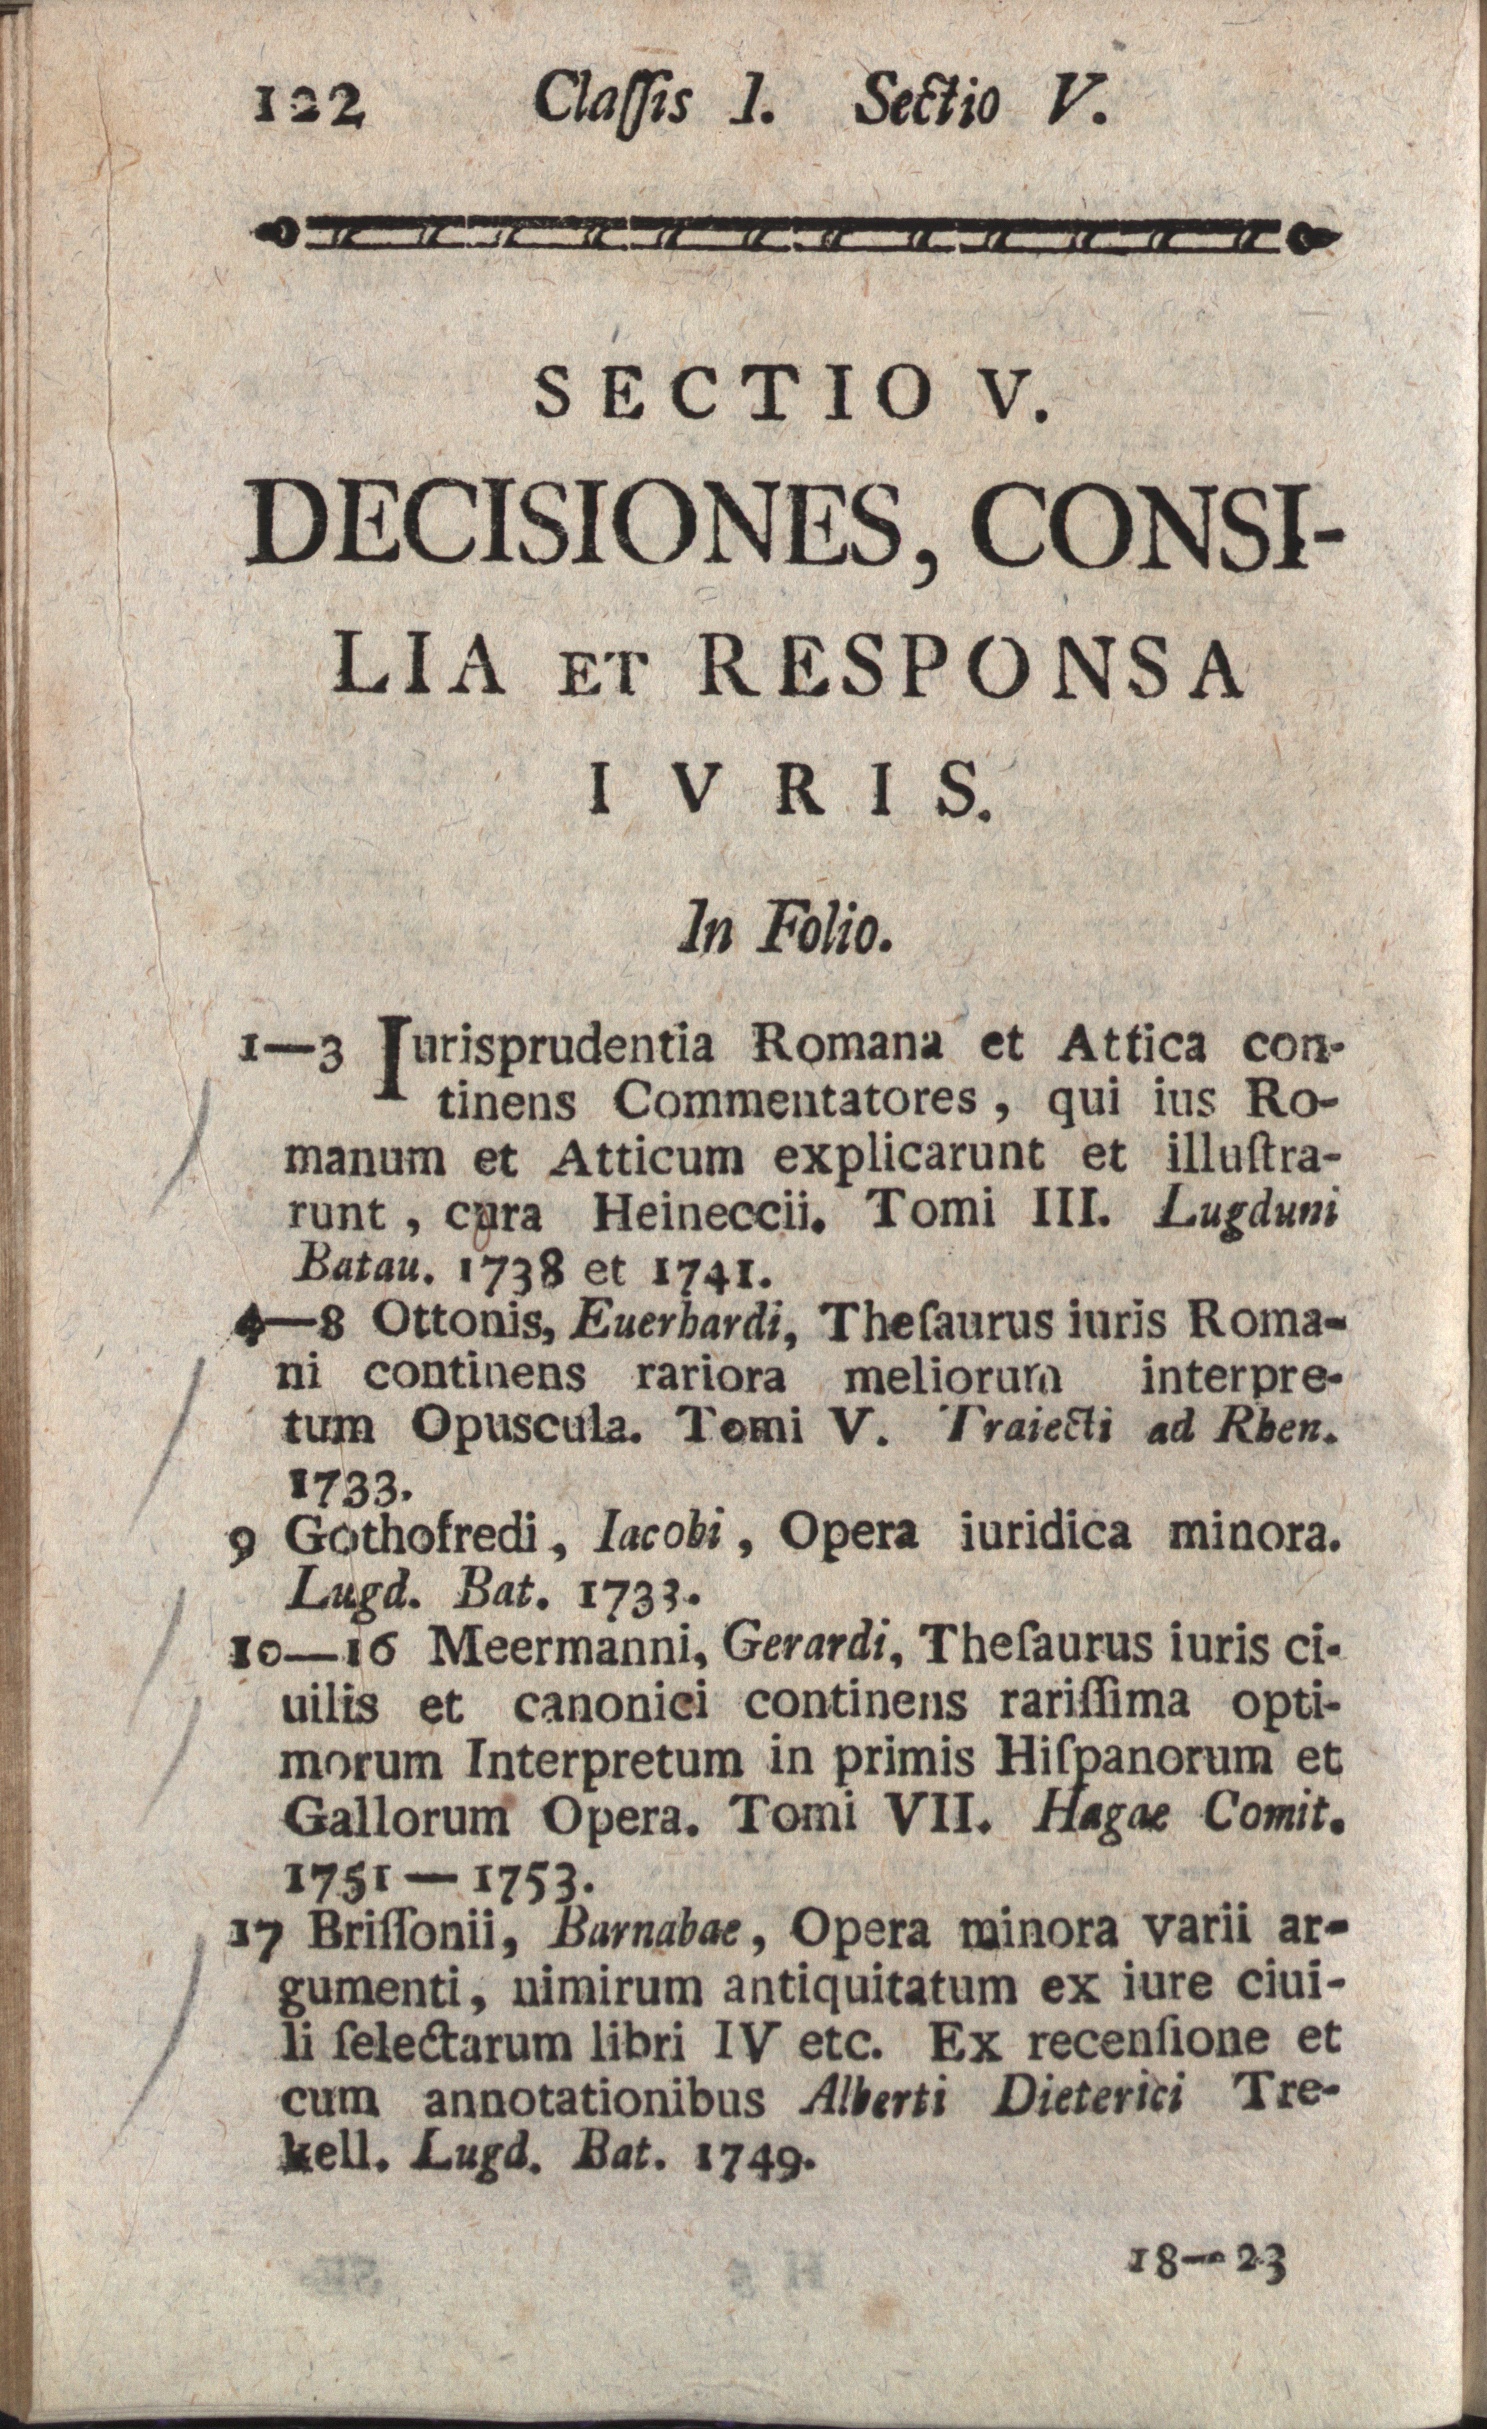 122 Claſſis I. Sectio V.
SECTIO V.
DECISIONES, CONSI-
LIA ET RESPONSA
IVRIS.
In Folio.
1—3 Iurisprudentia Romana et Attica con-
tinens Commentatores, qui ius Ro-
manum et Atticum explicarunt et illuſtra-
runt, cura Heineccii. Tomi III. Lugduni
Batau. 1738 et 1741.
4—8 Ottonis, Euerhardi, Theſaurus iuris Roma-
ni continens rariora meliorum interpre-
tum Opuscula. Tomi V. Traiecti ad Rhen.
1733.
9 Gothofredi, Iacobi, Opera iuridica minora.
Lugd. Bat. 1733.
10—16 Meermanni, Gerardi, Theſaurus iuris ci-
uilis et canonici continens rariſſima opti-
morum Interpretum in primis Hiſpanorum et
Gallorum Opera. Tomi VII. Hagae Comit.
1751—1753.
17 Briſſonii, Barnabae, Opera minora varii ar-
gumenti, nimirum antiquitatum ex iure ciui-
li ſelectarum libri IV etc. Ex recenſione et
cum annotationibus Alberti Dieterici Tre-
kell. Lugd. Bat. 1749.
18—23